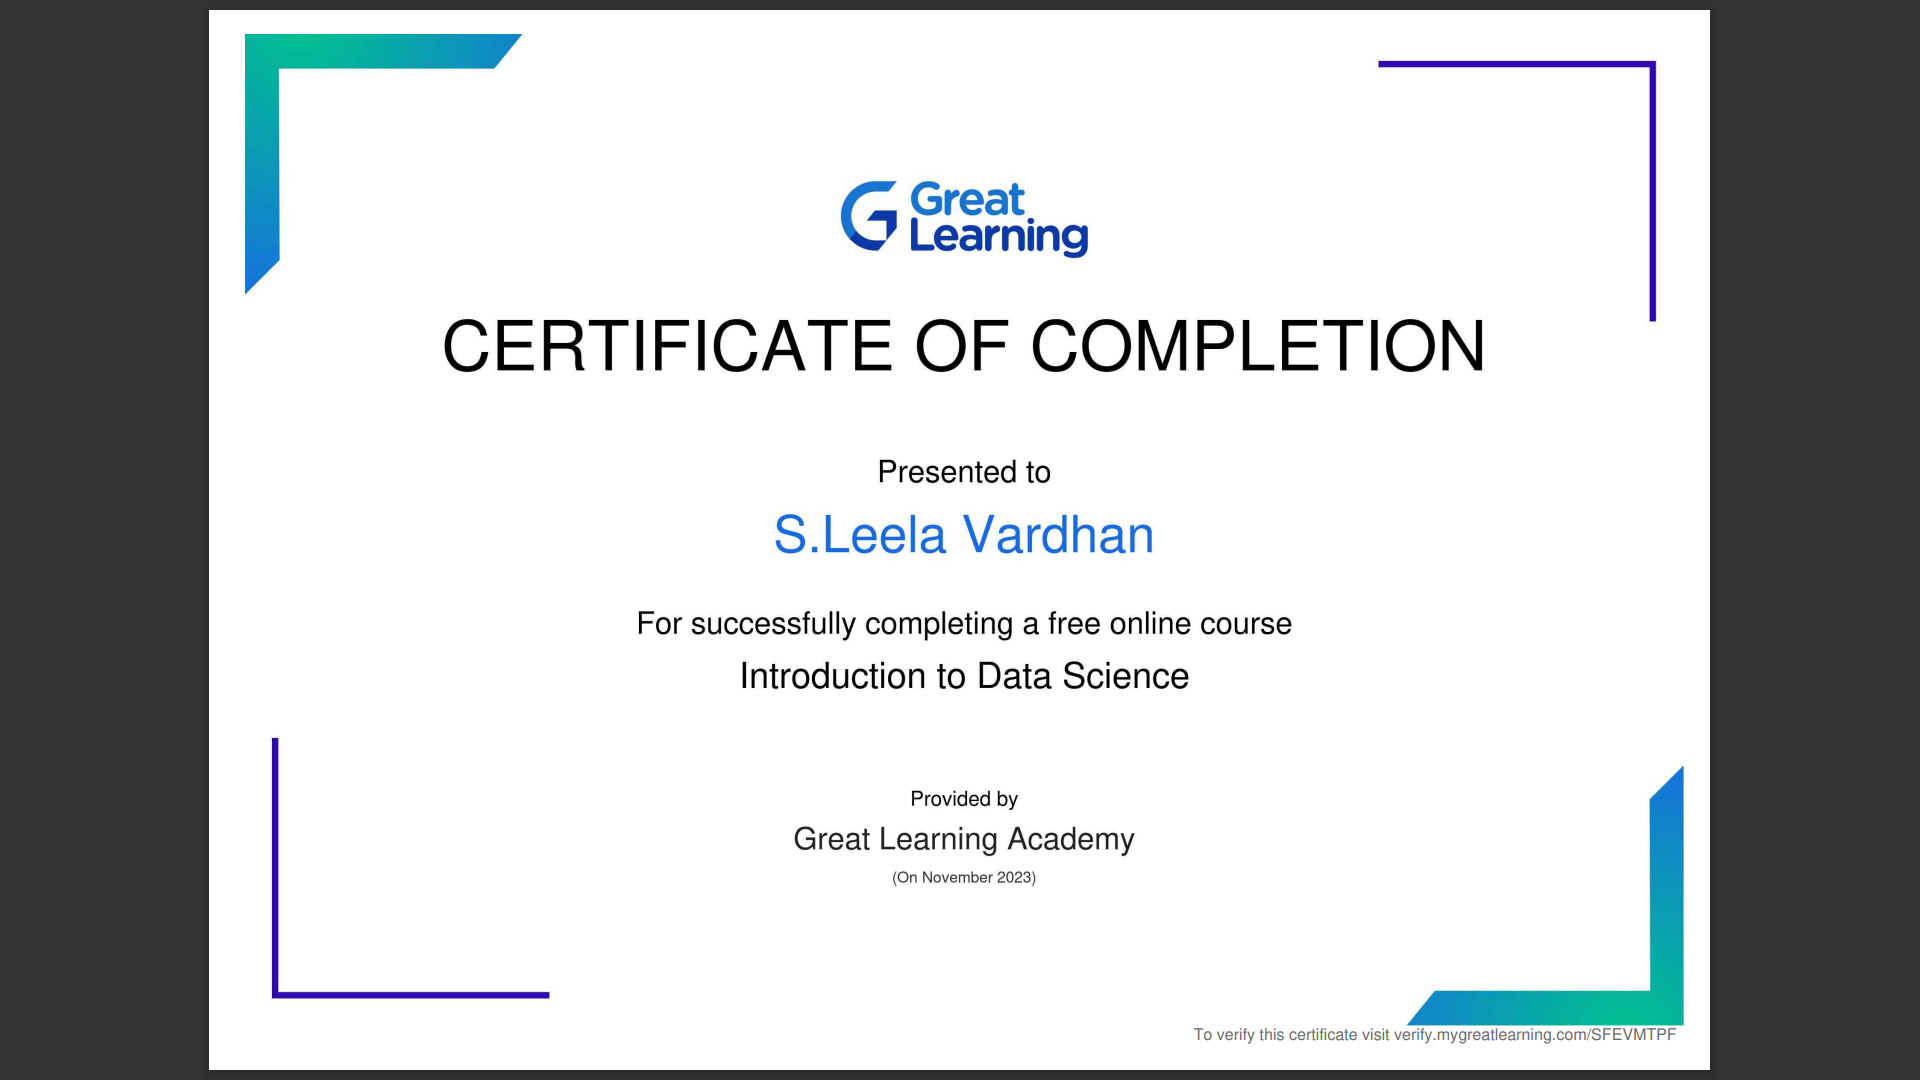 Great
Learning
CERTIFICATE OF COMPLETION
Presented to
S.Leela Vardhan
For successfully completing a free online course
Introduction to Data Science
Provided by
Great Learning Academy
(On November 2023)
To verify this certificate visit verify.mygreatlearning.com/SFEVMTPF